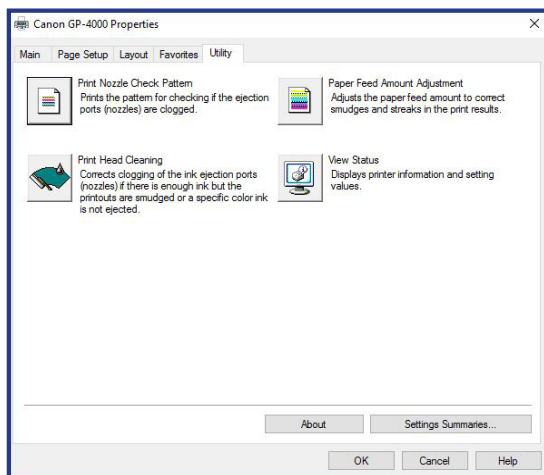 Canon GP-4000 Properties
Main Page Setup Layout Favorites Utility
Print Nozzle Check Pattern
Prints the pattern for checking if the ejection
ports (nozzles) are clogged.
Paper Feed Amount Adjustment
Adjusts the paper feed amount to correct
smudges and streaks in the print results.
Print Head Cleaning
Corrects clogging of the ink ejection ports
(nozzles) if there is enough ink but the
printouts are smudged or a specific color ink
is not ejected.
View Status
Displays printer information and setting
values.
About Settings Summaries...
OK Cancel Help